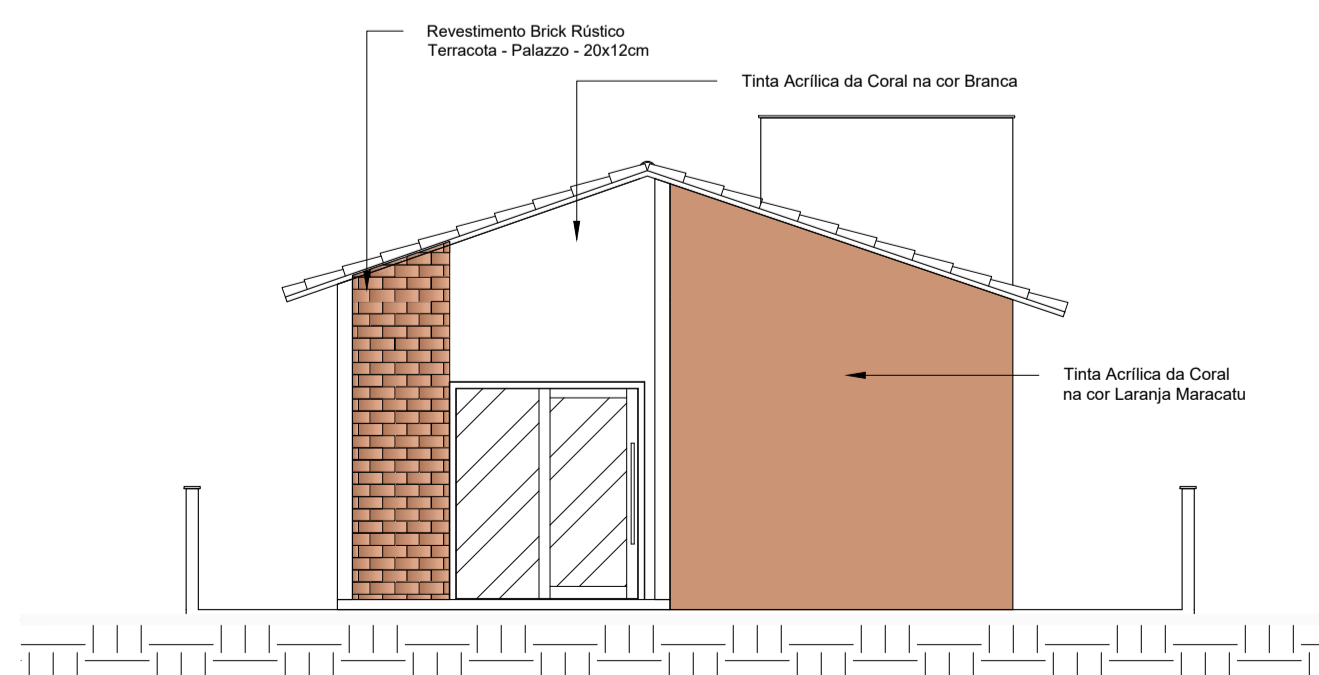 Revestimento Brick Rústico
Terracota - Palazzo - 20x12cm
Tinta Acrílica da Coral na cor Branca
Tinta Acrílica da Coral
na cor Laranja Maracatu